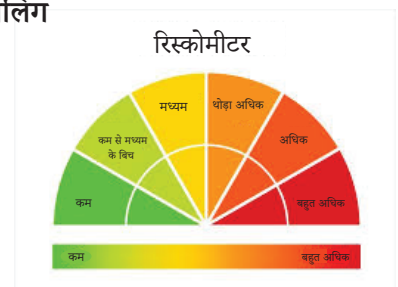 रिस्कोमीटर
मध्यम
थोड़ा अधिक
कम से मध्यम
के बिच
अधिक
कम
बहुत अधिक
कम
बहुत अधिक